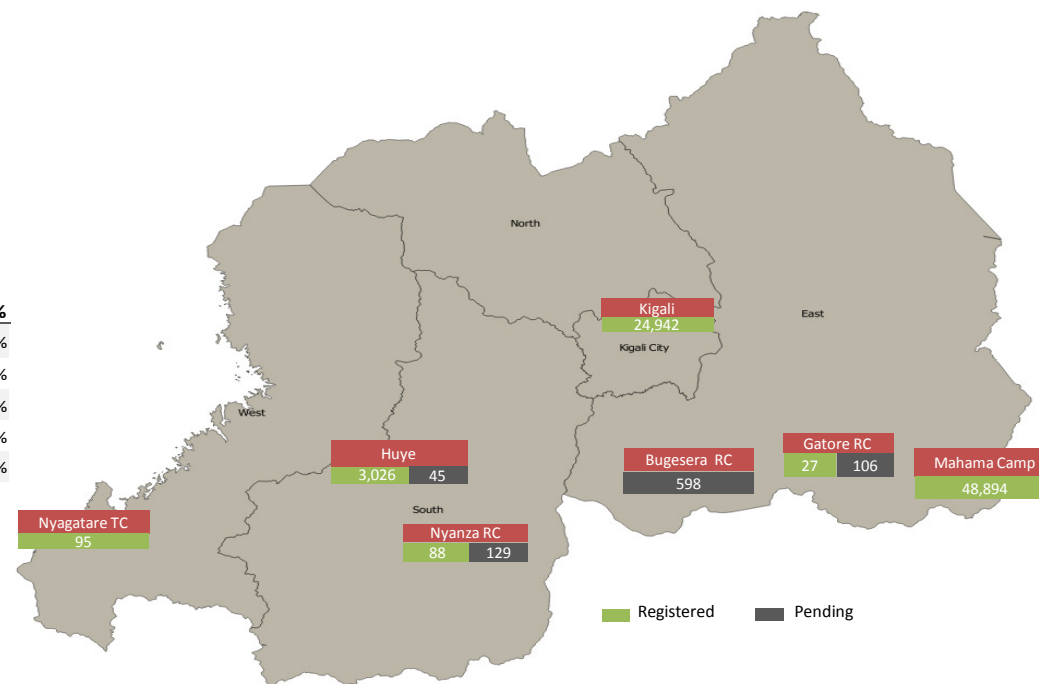 North
%
%
%
%
%
%
Kigali
24,942
East
Kigali City
West
Huye
3,026 45
Gatore RC
27 106
Bugesera RC
598
Mahama Camp
48,894
South
Nyagatare TC
95
Nyanza RC
88 129
Registered Pending